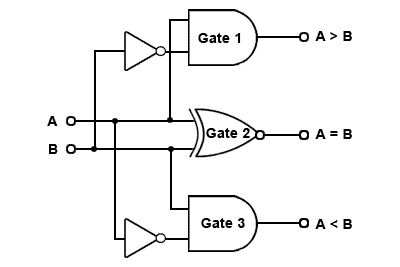 Gate 1
A > B
A
Gate 2
A = B
B
Gate 3
A < B